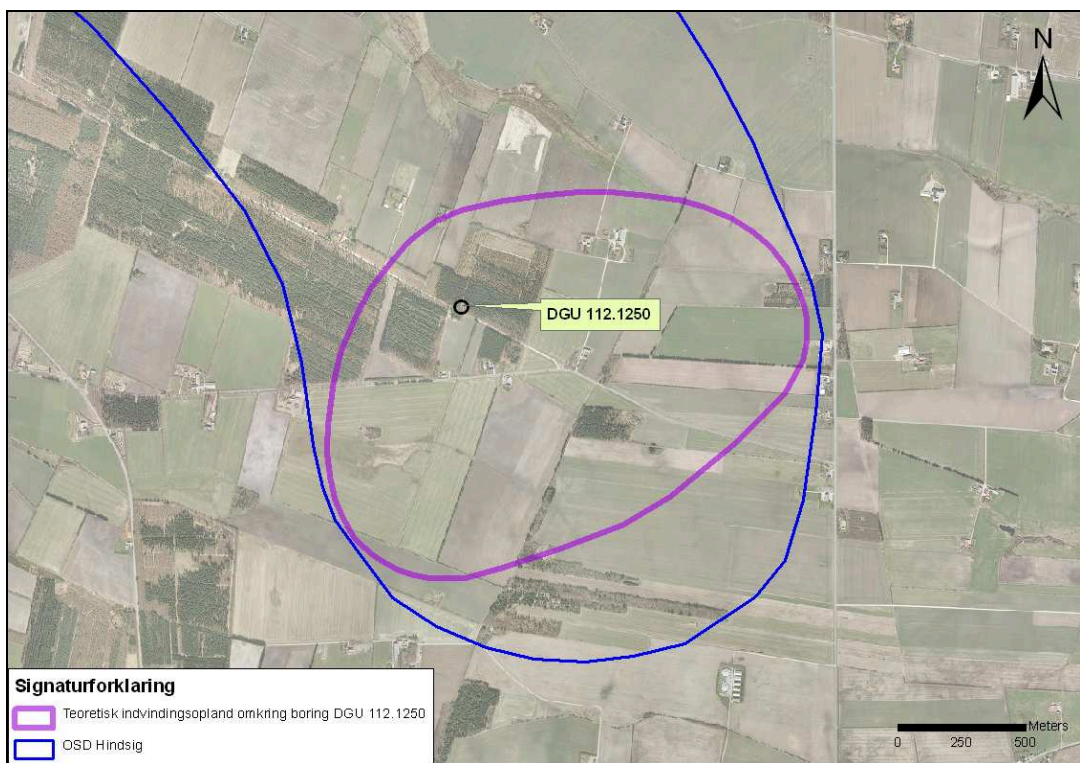 N
DGU 112.1250
Signaturforklaring
Teoretisk indvindingsopland omkring boring DGU 112.1250
OSD Hindsig
Meters
0 250 500